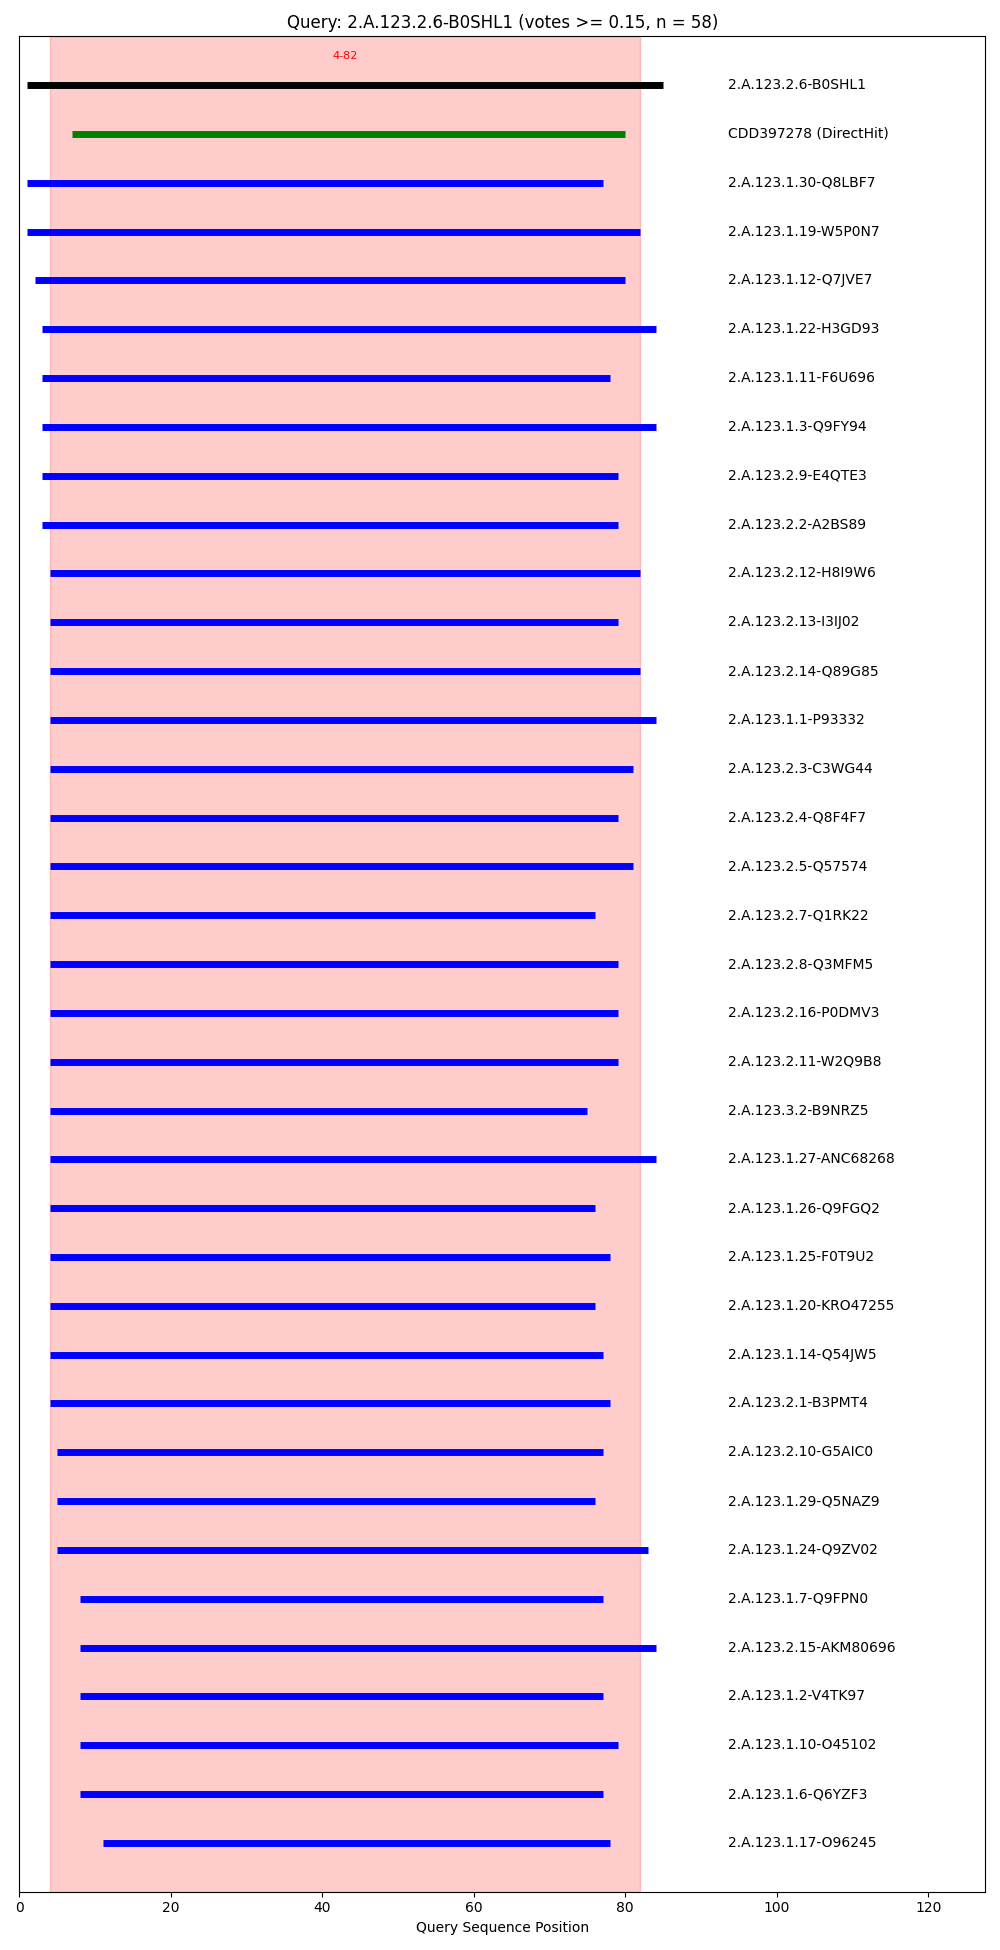 Query: 2.A.123.2.6-B0SHL1 (votes >= 0.15, n = 58)
4-82
2.A.123.2.6-B0SHL1
CDD397278 (DirectHit)
2.A.123.1.30-Q8LBF7
2.A.123.1.19-W5P0N7
2.A.123.1.12-Q7JVE7
2.A.123.1.22-H3GD93
2.A.123.1.11-F6U696
2.A.123.1.3-Q9FY94
2.A.123.2.9-E4QTE3
2.A.123.2.2-A2BS89
2.A.123.2.12-H8I9W6
2.A.123.2.13-I3IJ02
2.A.123.2.14-Q89G85
2.A.123.1.1-P93332
2.A.123.2.3-C3WG44
2.A.123.2.4-Q8F4F7
2.A.123.2.5-Q57574
2.A.123.2.7-Q1RK22
2.A.123.2.8-Q3MFM5
2.A.123.2.16-P0DMV3
2.A.123.2.11-W2Q9B8
2.A.123.3.2-B9NRZ5
2.A.123.1.27-ANC68268
2.A.123.1.26-Q9FGQ2
2.A.123.1.25-F0T9U2
2.A.123.1.20-KRO47255
2.A.123.1.14-Q54JW5
2.A.123.2.1-B3PMT4
2.A.123.2.10-G5AIC0
2.A.123.1.29-Q5NAZ9
2.A.123.1.24-Q9ZV02
2.A.123.1.7-Q9FPN0
2.A.123.2.15-AKM80696
2.A.123.1.2-V4TK97
2.A.123.1.10-O45102
2.A.123.1.6-Q6YZF3
2.A.123.1.17-O96245
0 20 40 60 80 100 120
Query Sequence Position